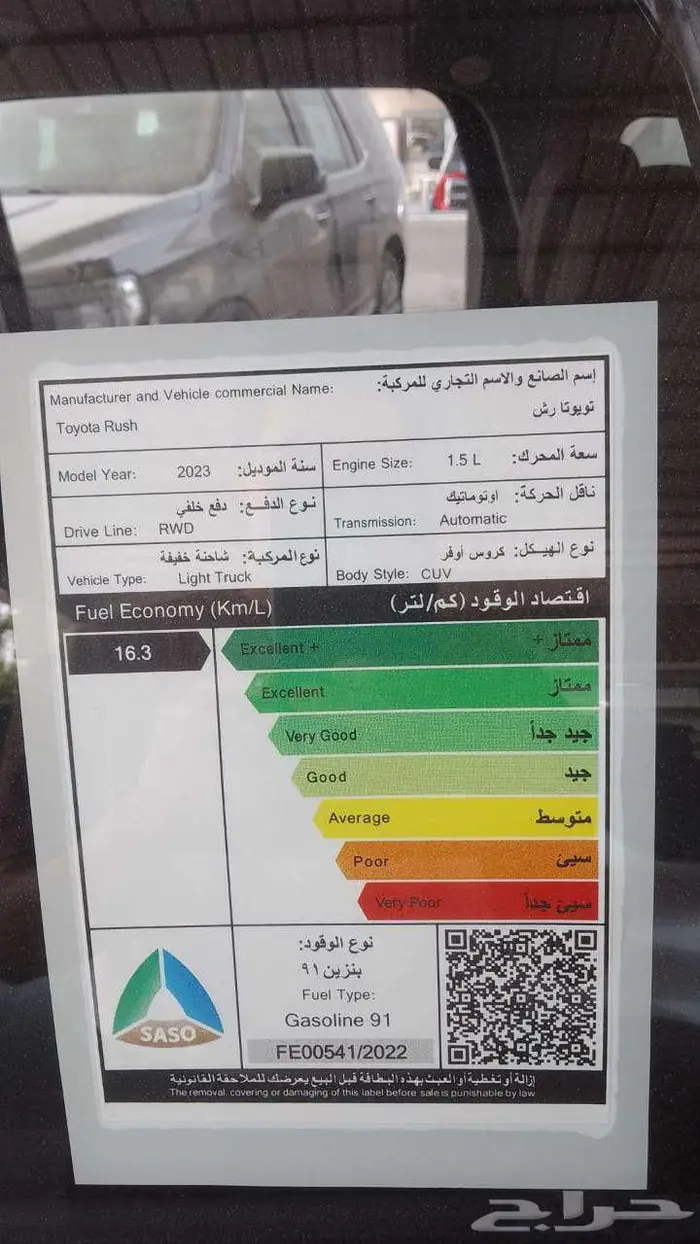 Manufacturer and Vehicle commercial Name: إسم الصانع والاسم التجاري للمركبة:
Toyota Rush تويوتا رش
Model Year: 2023 سنة الموديل:
Engine Size: 1.5 L سعة المحرك:
نوع الدفـــع: دفع خلفي
Drive Line: RWD
ناقل الحركة: اوتوماتيك
Transmission: Automatic
نوع المركبة: شاحنة خفيفة
Vehicle Type: Light Truck
نوع الهيـكل: كروس أوفر
Body Style: CUV
Fuel Economy (Km/L) اقتصاد الوقود (كم/لتر)
16.3
Excellent + ممتاز +
Excellent ممتاز
Very Good جيد جداً
Good جيد
Average متوسط
Poor سيئ
Very Poor سيئ جداً
SASO
نوع الوقود:
بنزين ٩١
Fuel Type:
Gasoline 91
FE00541/2022
إزالة أو تغطية أو العبث بهذه البطاقة قبل البيع يعرضك للملاحقة القانونية
The removal, covering or damaging of this label before sale is punishable by law
حراج